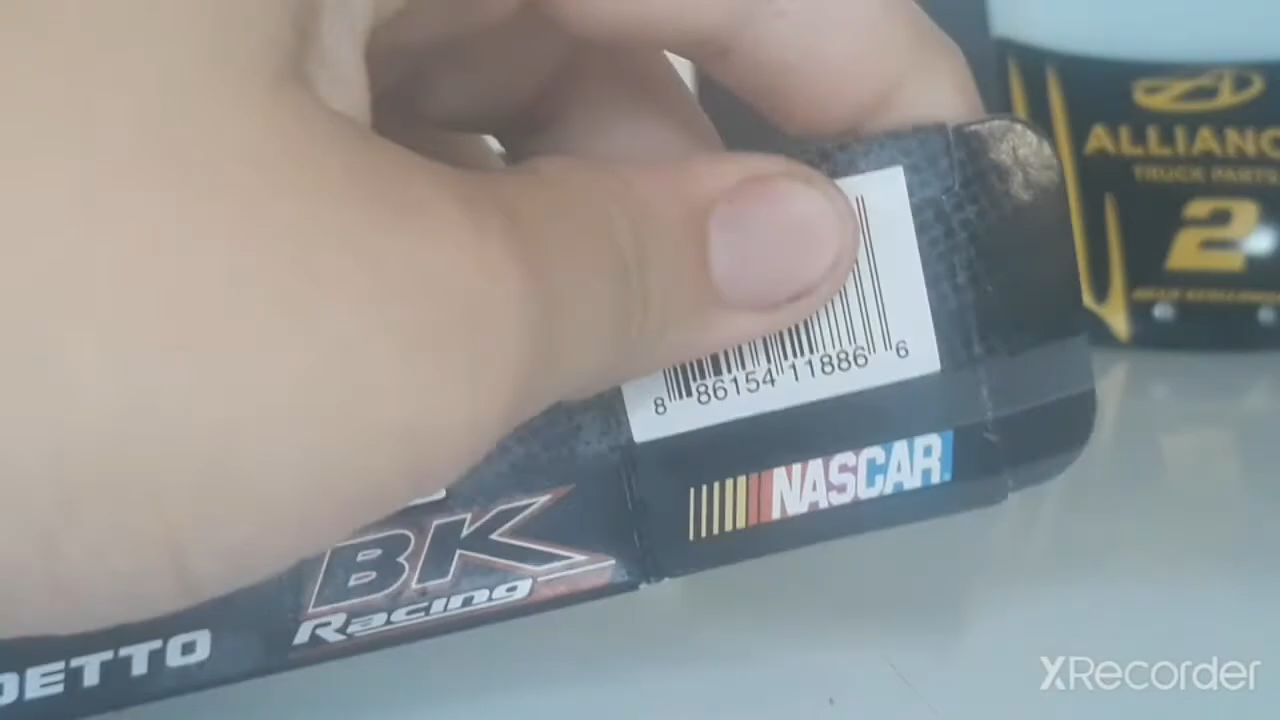 ALLIANC
TRUCK PARTS
2
8 86154 11886 6
NASCAR
BK
Racing
DETTO
XRecorder